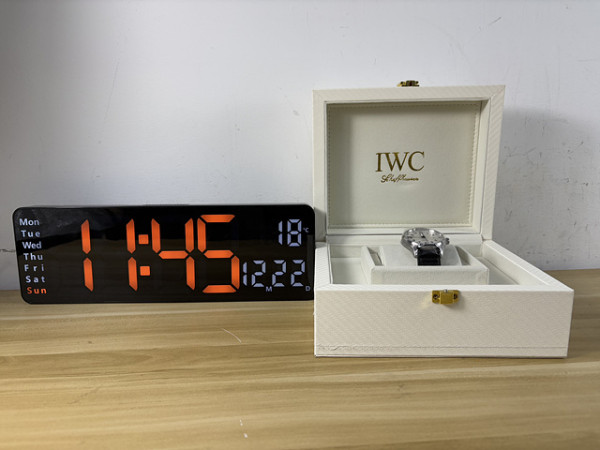 Mon
Tue
Wed
Thu
Fri
Sat
Sun
11:45
18°C
12.22
M D
IWC
Schaffhausen